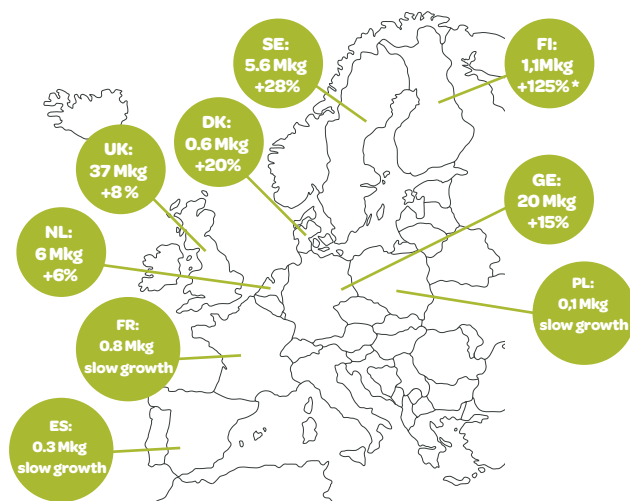 SE:
5.6 Mkg
+28%
FI:
1,1Mkg
+125% *
DK:
0.6 Mkg
+20%
UK:
37 Mkg
+8 %
GE:
20 Mkg
+15%
NL:
6 Mkg
+6%
PL:
0,1 Mkg
slow growth
FR:
0.8 Mkg
slow growth
ES:
0.3 Mkg
slow growth